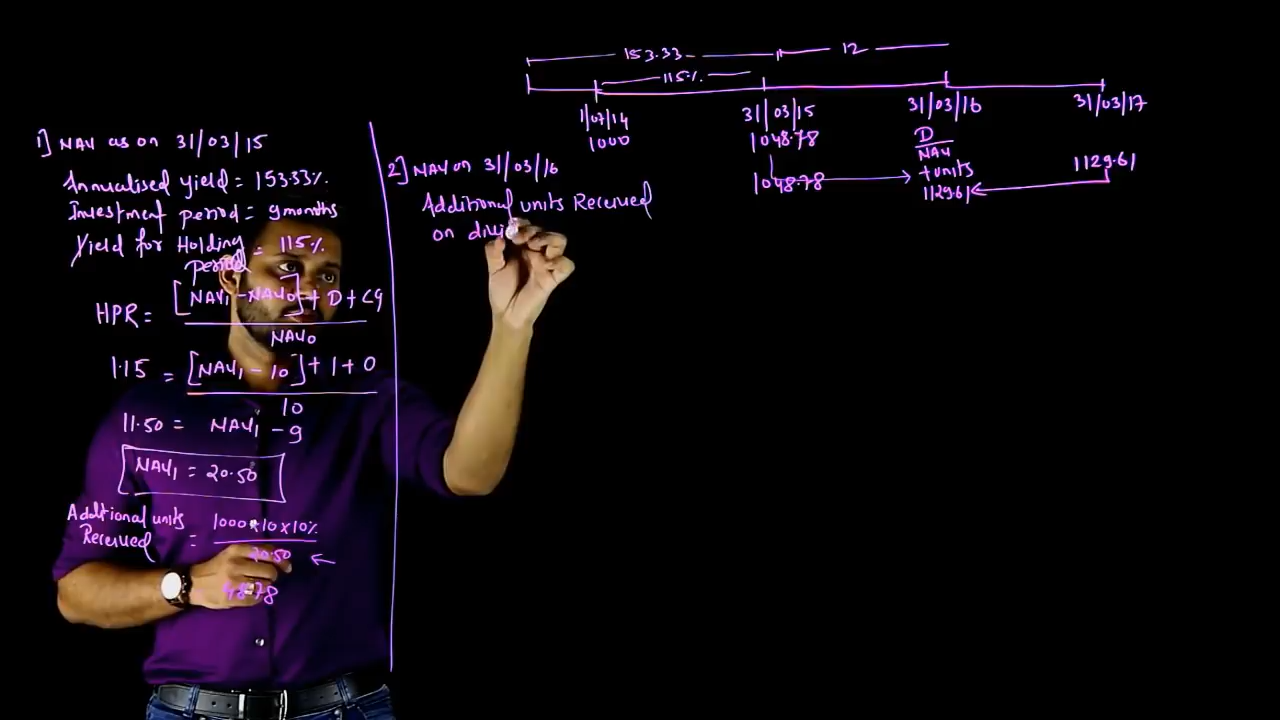 153.33
12
115%
1/07/14
31/03/15
31/03/16
31/03/17
1000
1048.78
D
NAV
+units
1129.61
1048.78
1129.61
1] NAV as on 31/03/15
Annualised yield = 153.33%
Investment period = 9months
Yield for Holding period = 115%
HPR = [NAV₁ - NAV₀] + D + CG
NAV₀
1.15 = [NAV₁ - 10] + 1 + 0
10
11.50 = NAV₁ - 9
NAV₁ = 20.50
Additional units Received = 1000 x 10 x 10%
20.50 ←
48.78
2] NAV on 31/03/16
Additional units Received
on divi